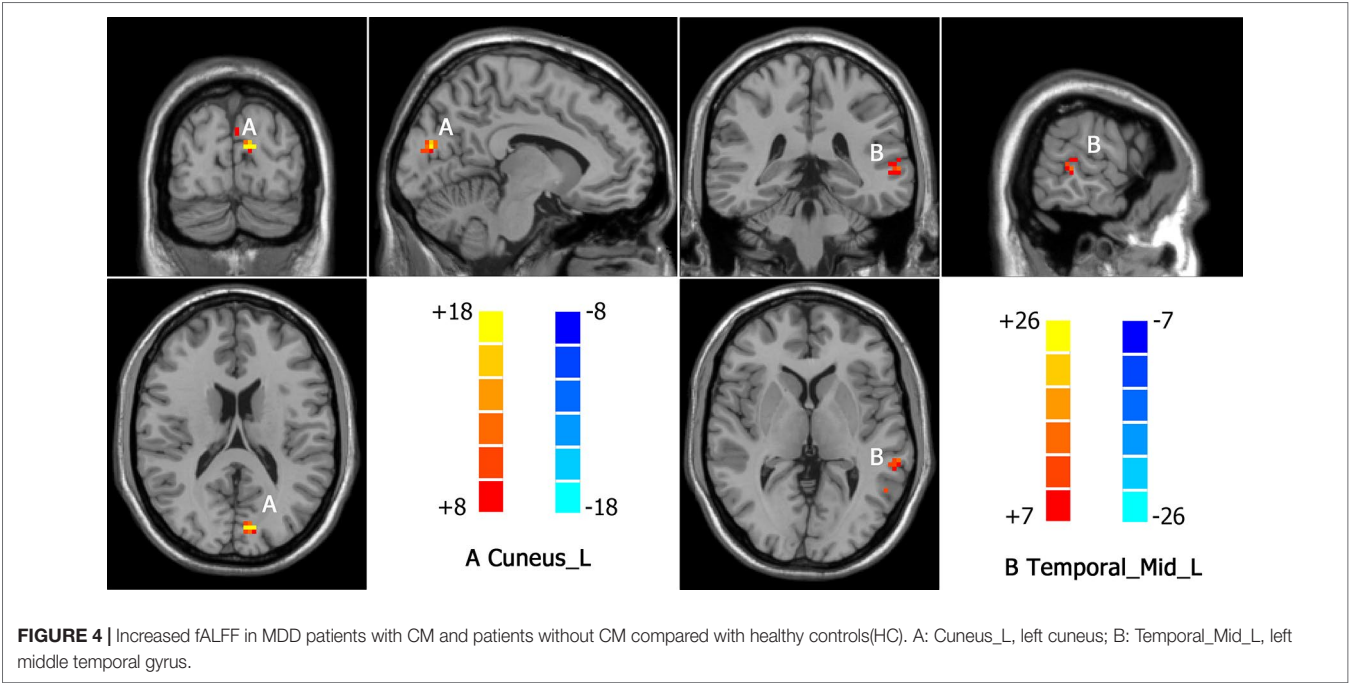 A
A
B
B
A
+18
-8
+8
-18
A Cuneus_L
B
+26
-7
+7
-26
B Temporal_Mid_L
FIGURE 4 | Increased fALFF in MDD patients with CM and patients without CM compared with healthy controls(HC). A: Cuneus_L, left cuneus; B: Temporal_Mid_L, left
middle temporal gyrus.